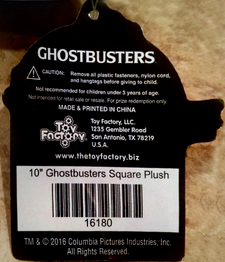 GHOSTBUSTERS
CAUTION: Remove all plastic fasteners, nylon cord,
and hangtags before giving to child.
Not recommended for children under 3 years of age.
Not intended for retail sale or resale. For prize redemption only.
MADE & PRINTED IN CHINA
Toy Factory
Toy Factory, LLC.
1235 Gembler Road
San Antonio, TX 78219
U.S.A.
www.thetoyfactory.biz
10" Ghostbusters Square Plush
16180
TM & © 2016 Columbia Pictures Industries, Inc.
All Rights Reserved.